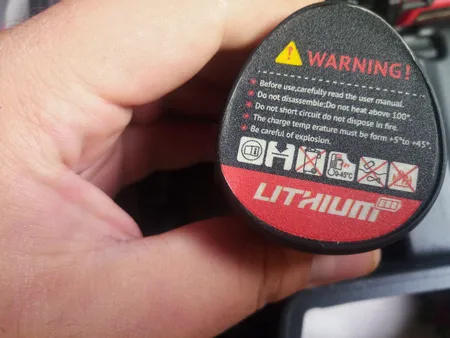 WARNING!
Before use,carefully read the user manual.
Do not disassemble;Do not heat above 100°.
Do not short circuit do not dispose in fire.
The charge temp erature must be form +5°to +45°.
Be careful of explosion.
0-45°C
LITHIUM